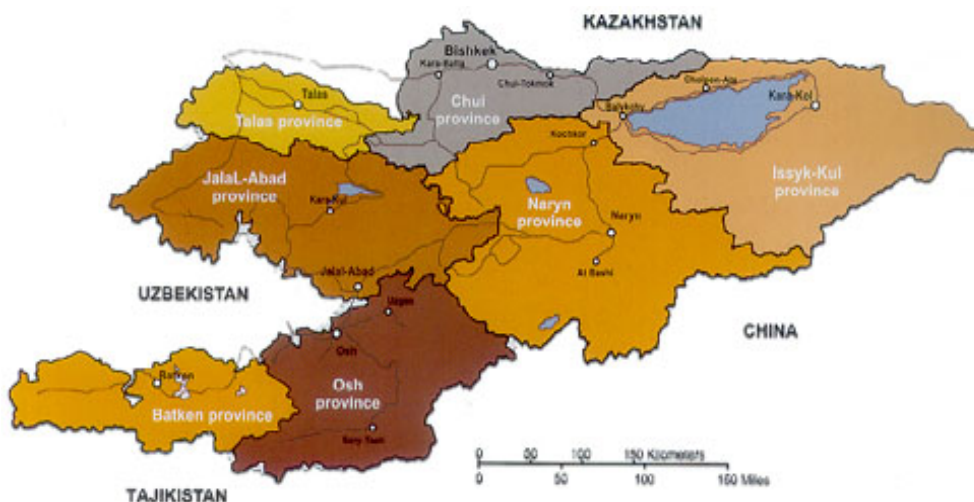 KAZAKHSTAN
Bishkek
Kara-Balta
Chui-Tokmok
Cholpon-Ata
Kara-Kol
Talas
Chui
province
Balykchy
Talas province
Kochkor
JalaL-Abad
province
Issyk-Kul
province
Kara-Kul
Naryn
province
Naryn
Jalal-Abad
At Bashi
UZBEKISTAN
Uzgen
CHINA
Osh
Batken
Osh
province
Batken province
Sary-Tash
0 50 100 150 Kilometers
0 50 100 150 Miles
TAJIKISTAN